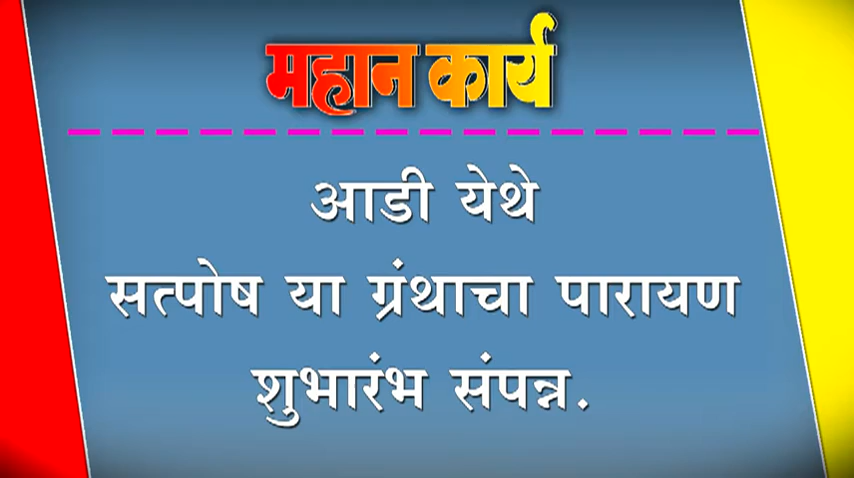 महान कार्य
आडी येथे
सत्पोष या ग्रंथाचा पारायण
शुभारंभ संपन्न.